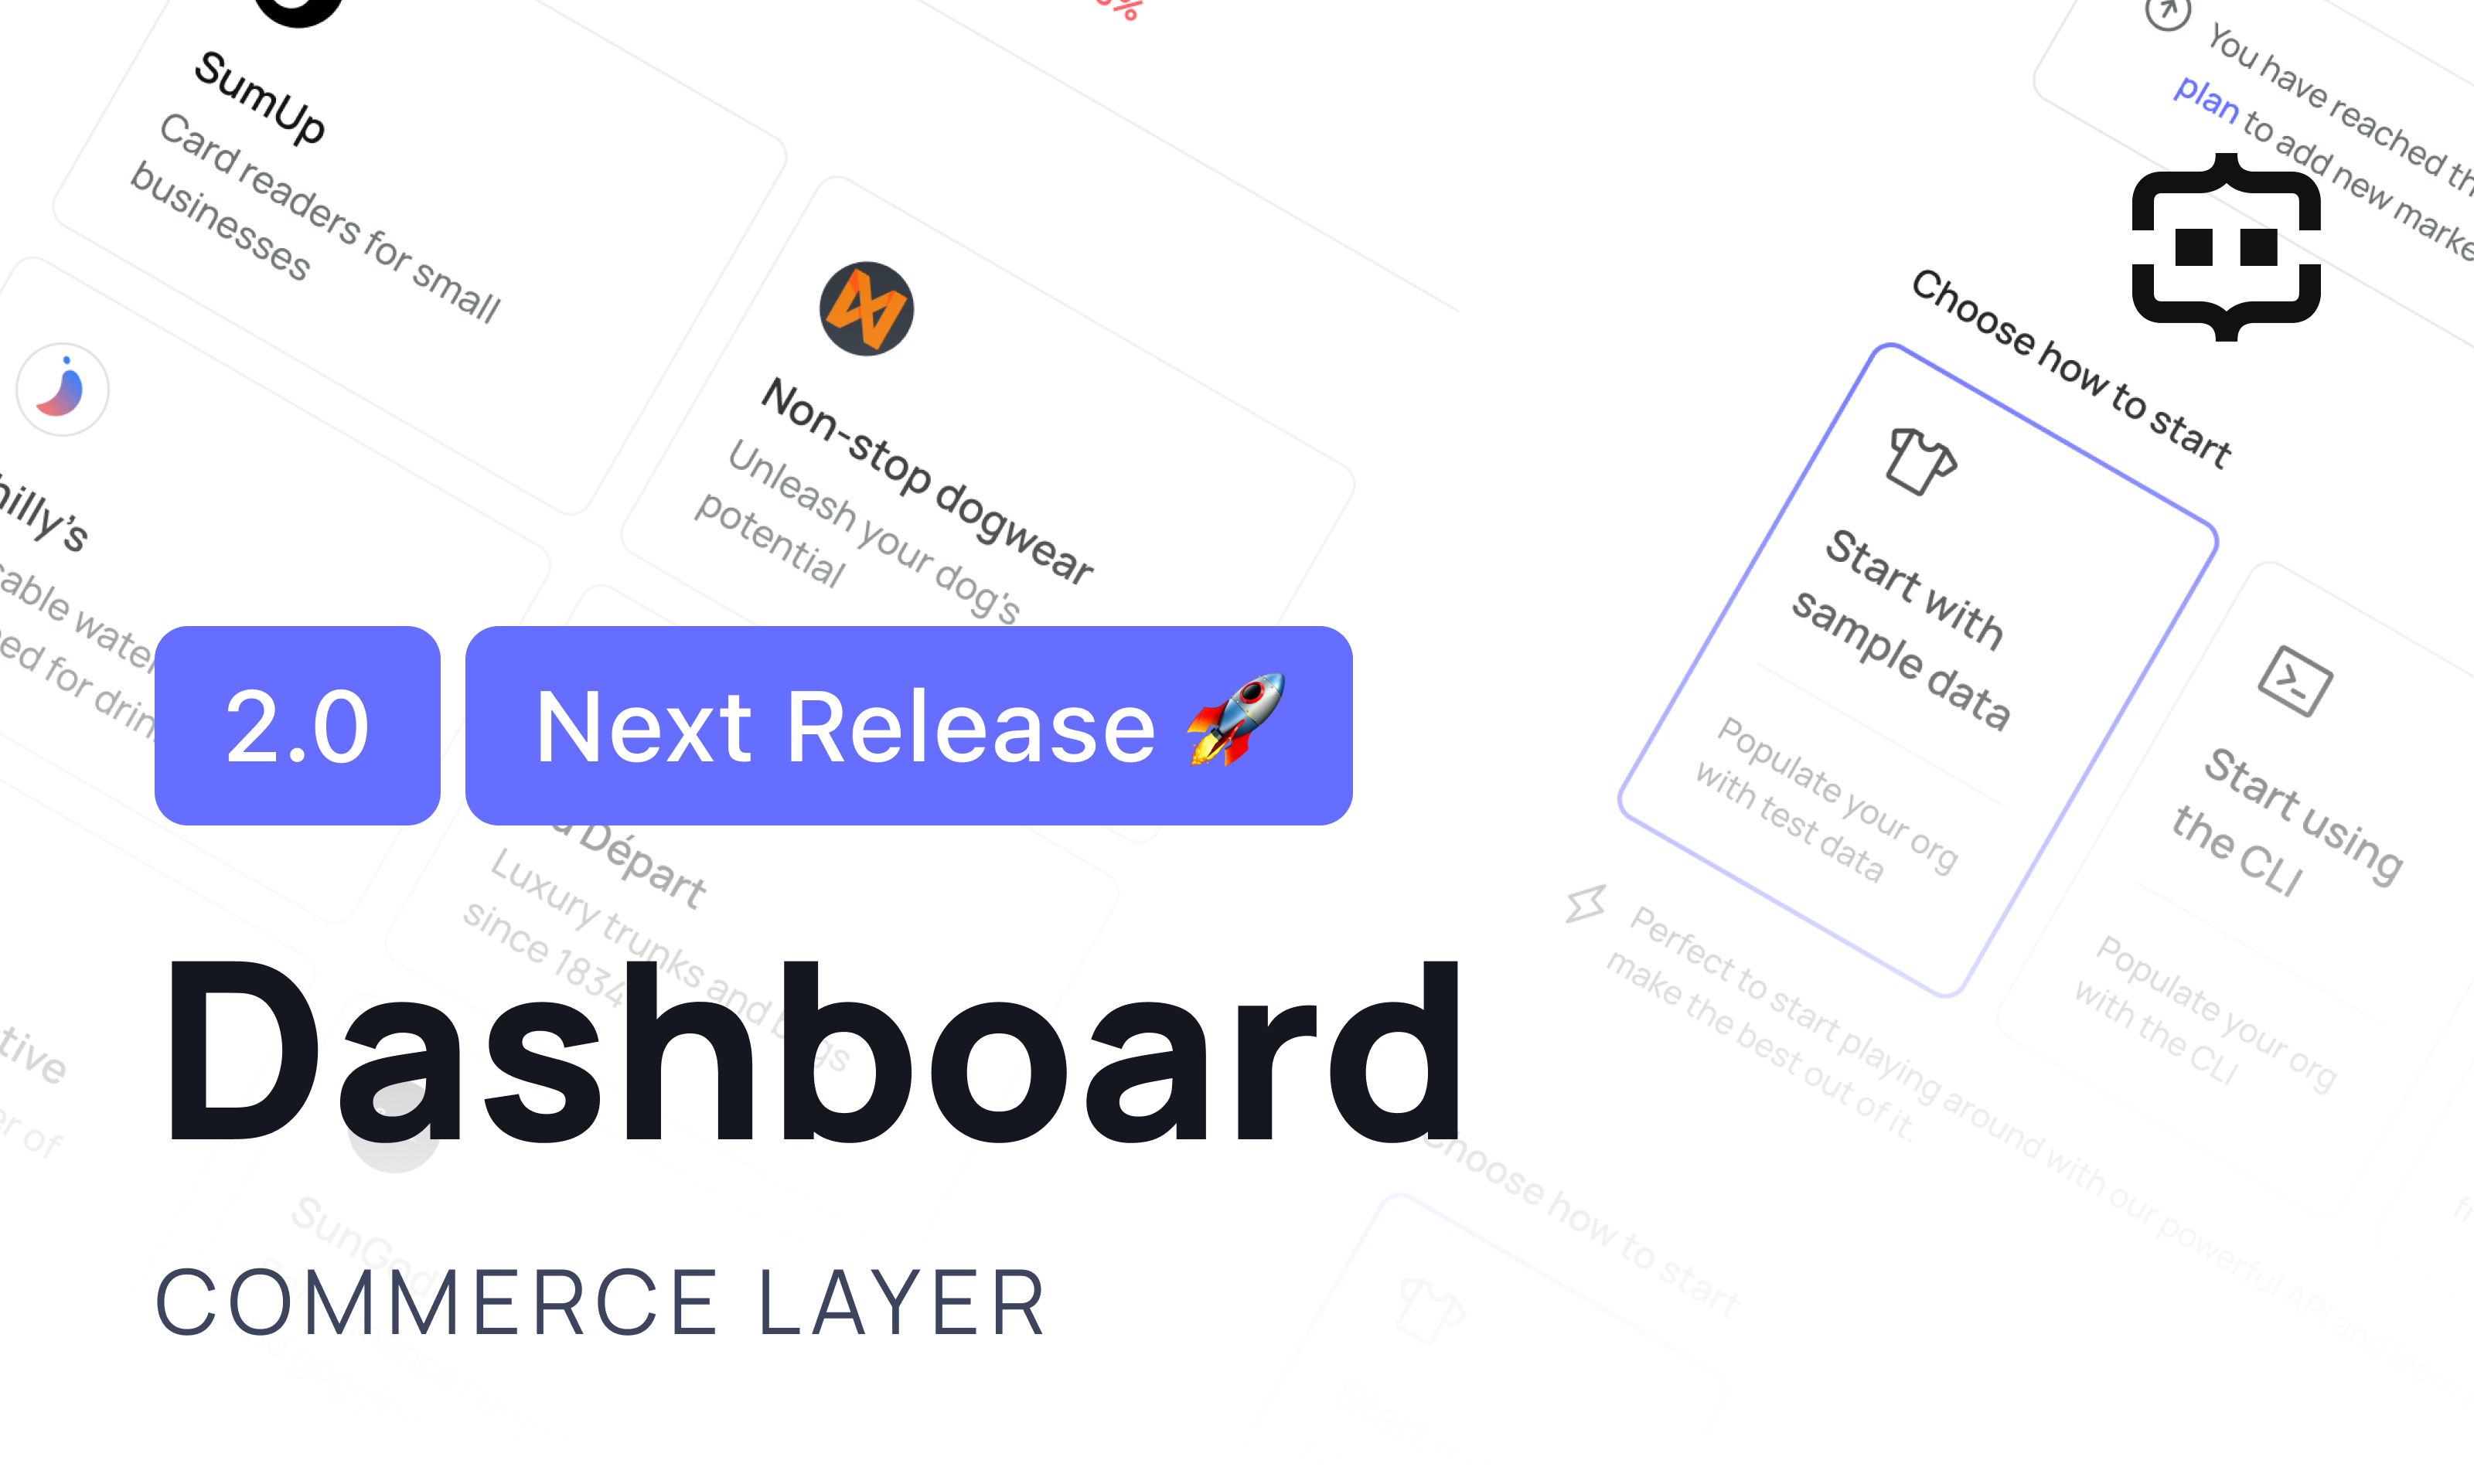 %
SumUp
Card readers for small
businesses
You have reached
plan to add new
Choose how to start
Non-stop dogwear
Unleash your dog's
potential
Start with
sample data
Populate your org
with test data
Start using
the CLI
Populate your org
with the CLI
Perfect to start playing around with our powerful API and
make the best out of it.
2.0
Next Release 🚀
Départ
Luxury trunks and bags
since 1834
Dashboard
SunGod
COMMERCE LAYER
Choose how to start
Start